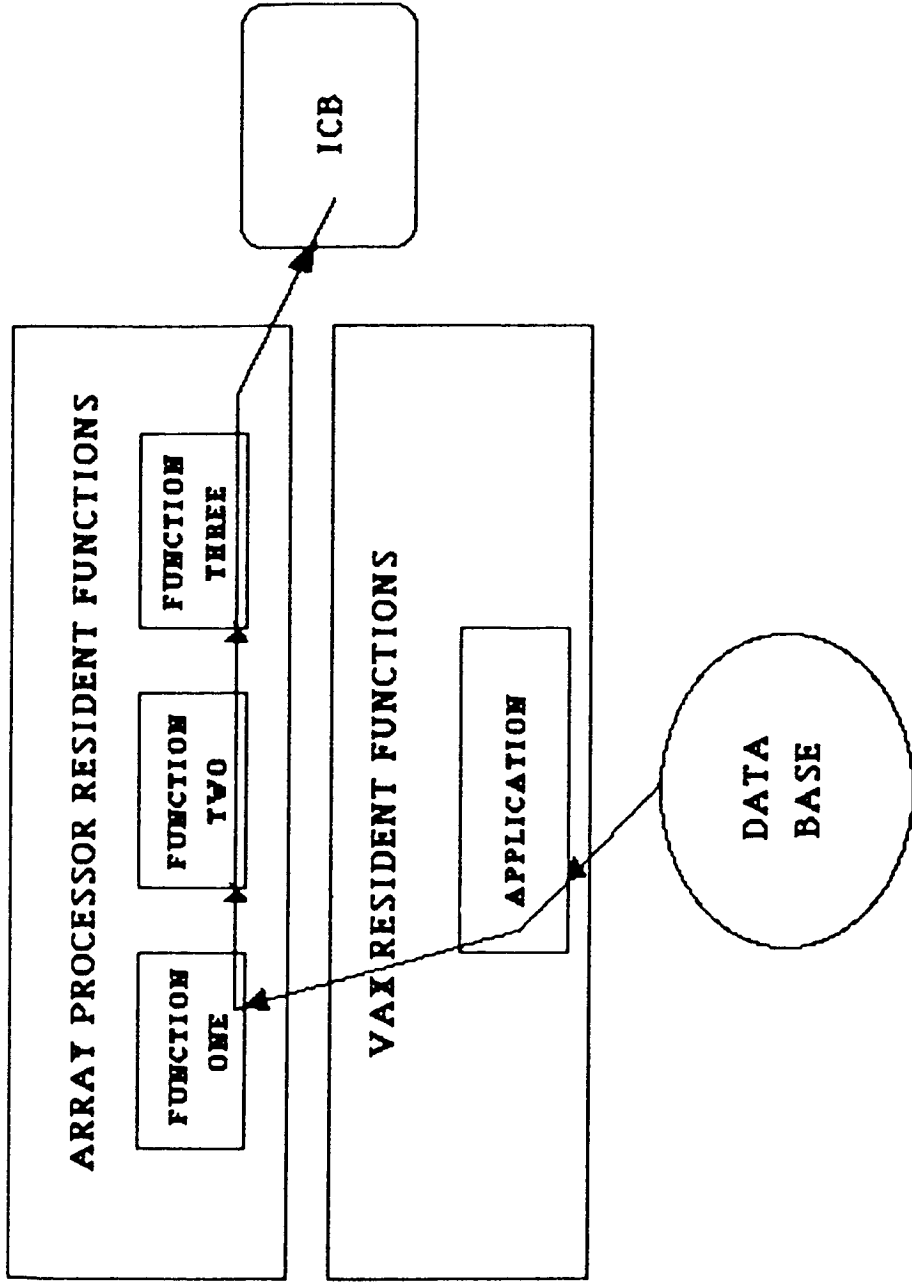 ARRAY PROCESSOR RESIDENT FUNCTIONS
FUNCTION
ONE
FUNCTION
TWO
FUNCTION
THREE
ICB
VAX RESIDENT FUNCTIONS
APPLICATION
DATA
BASE